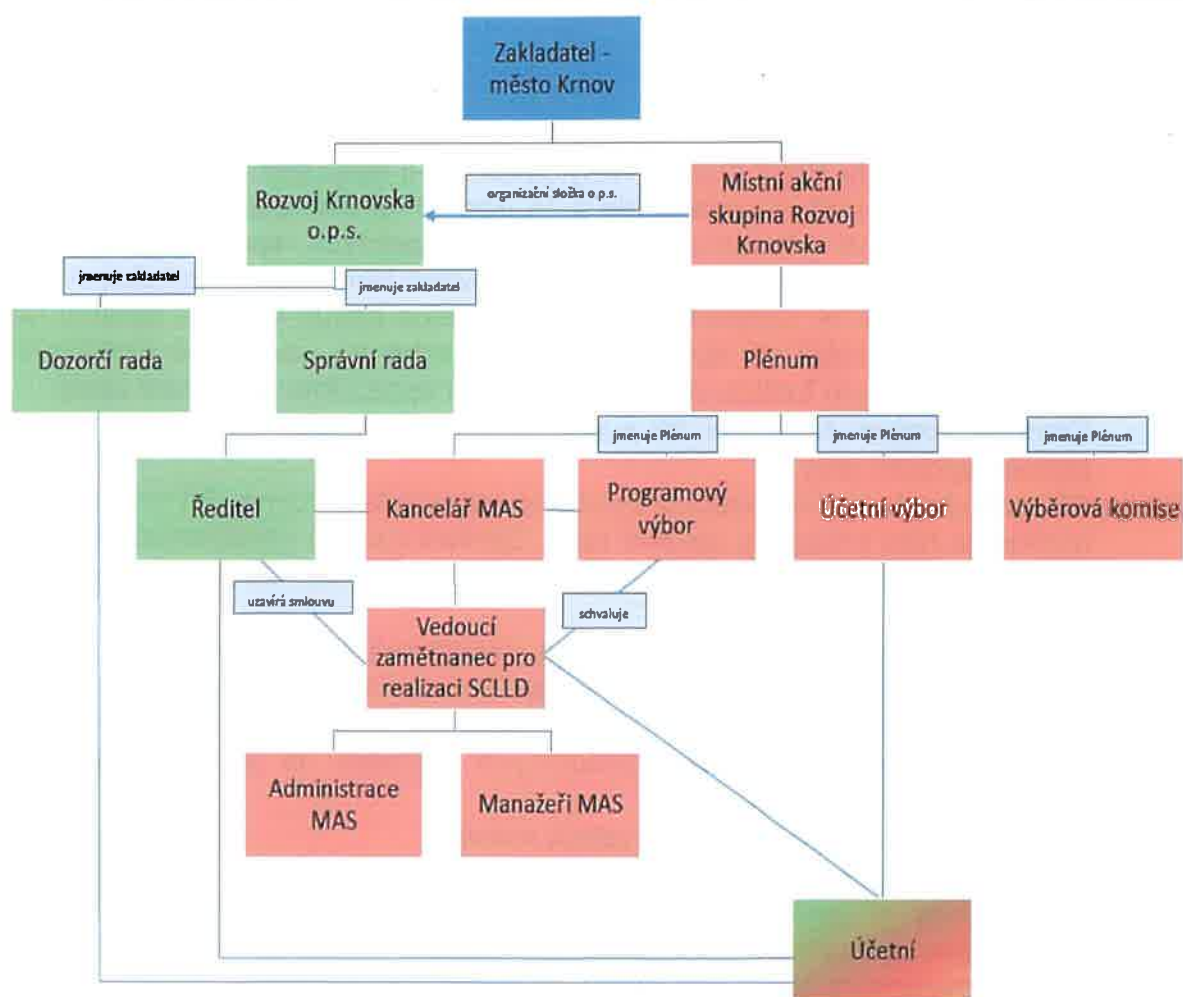 Zakladatel -
město Krnov
Rozvoj Krnovska
o.p.s.
organizační složka o.p.s.
Místní akční
skupina Rozvoj
Krnovska
jmenuje zakladatel
jmenuje zakladatel
Dozorčí rada
Správní rada
Plénum
jmenuje Plénum
jmenuje Plénum
jmenuje Plénum
Ředitel
Kancelář MAS
Programový
výbor
Účetní výbor
Výběrová komise
uzavírá smlouvu
schvaluje
Vedoucí
zamětnanec pro
realizaci SCLLD
Administrace
MAS
Manažeři MAS
Účetní